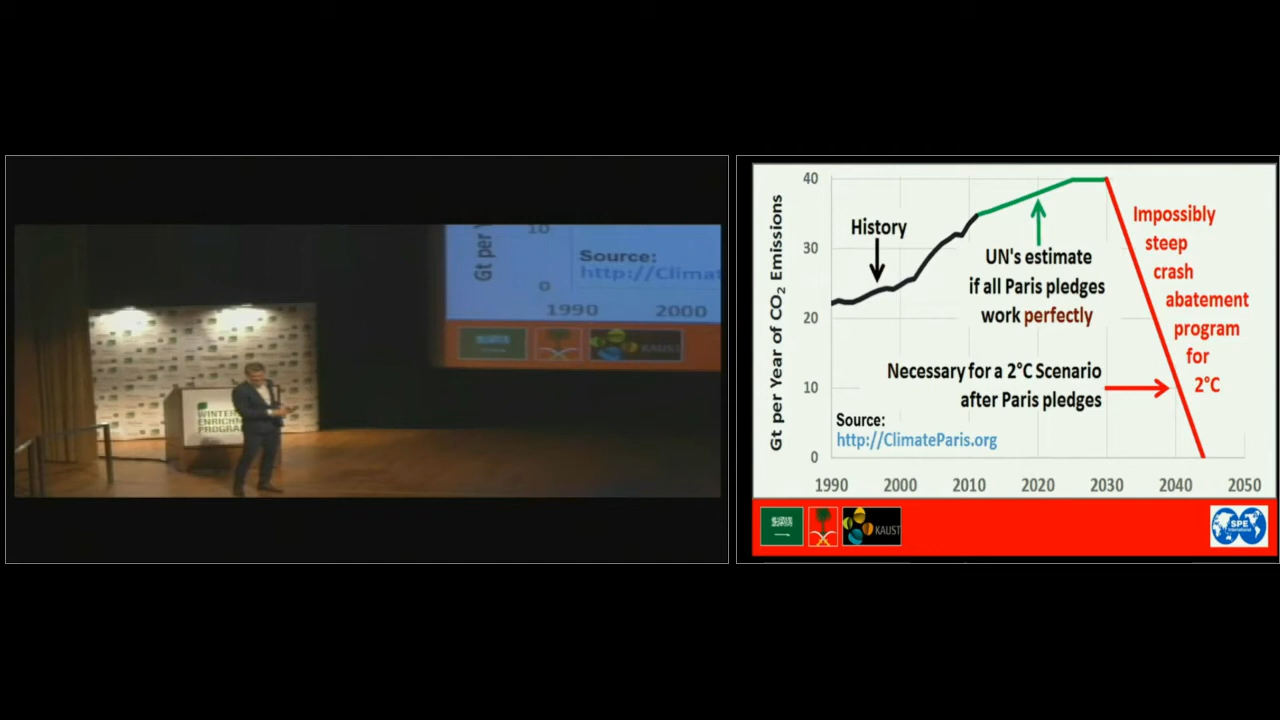 Gt per
10
0
Source:
http://Climat
1990 2000
KAUST
WINTER
ENRICHM
PROGRAM
Gt per Year of CO2 Emissions
40
30
20
10
0
History
UN's estimate
if all Paris pledges
work perfectly
Impossibly
steep
crash
abatement
program
for
2°C
Necessary for a 2°C Scenario
after Paris pledges
Source:
http://ClimateParis.org
1990 2000 2010 2020 2030 2040 2050
KAUST
SPE
International